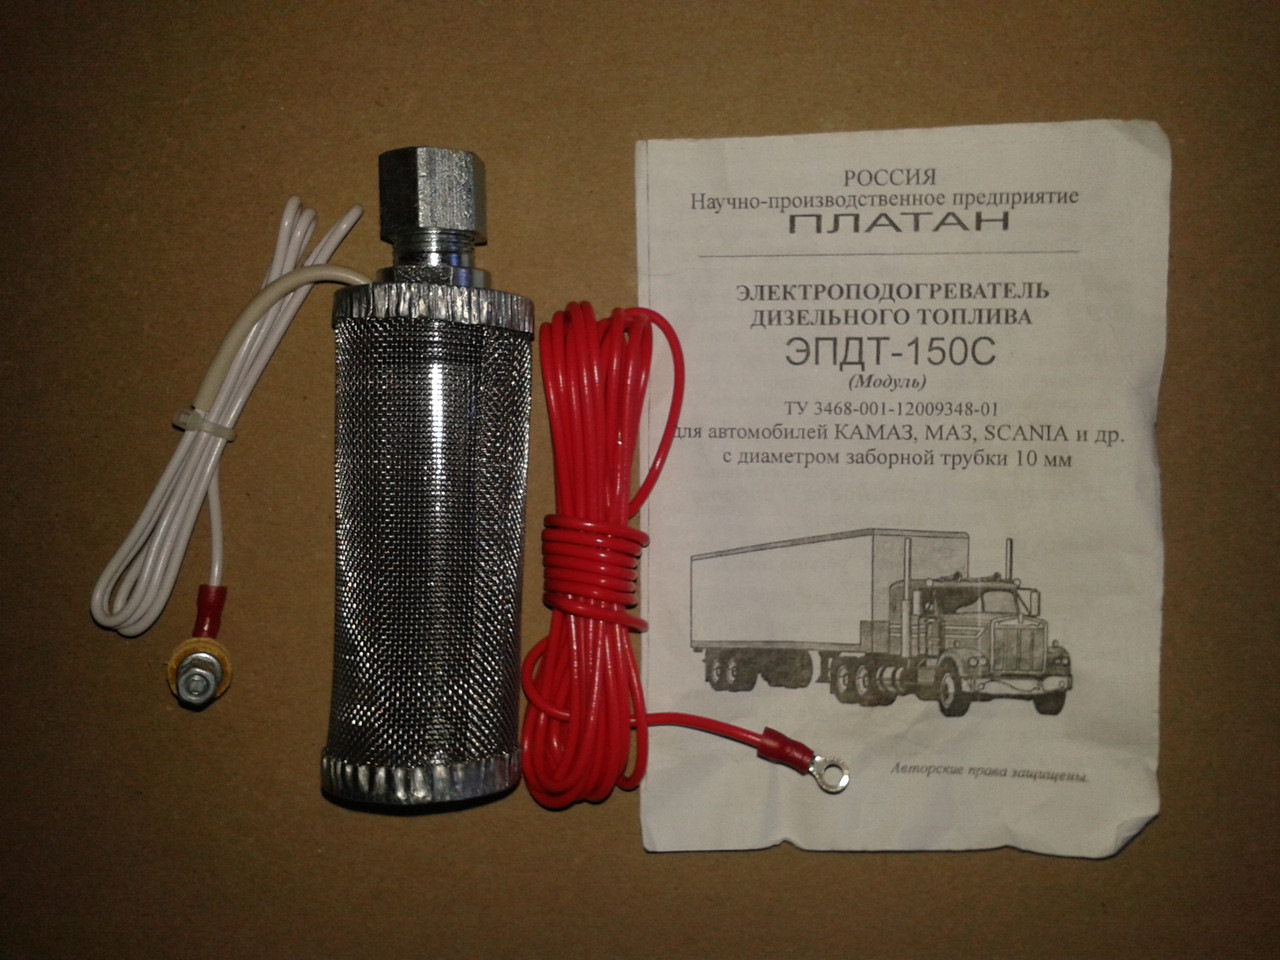 РОССИЯ
Научно-производственное предприятие
ПЛАТАН
ЭЛЕКТРОПОДОГРЕВАТЕЛЬ
ДИЗЕЛЬНОГО ТОПЛИВА
ЭПДТ-150С
(Модуль)
ТУ 3468-001-12009348-01
для автомобилей КАМАЗ, МАЗ, SCANIA и др.
с диаметром заборной трубки 10 мм
Авторские права защищены.